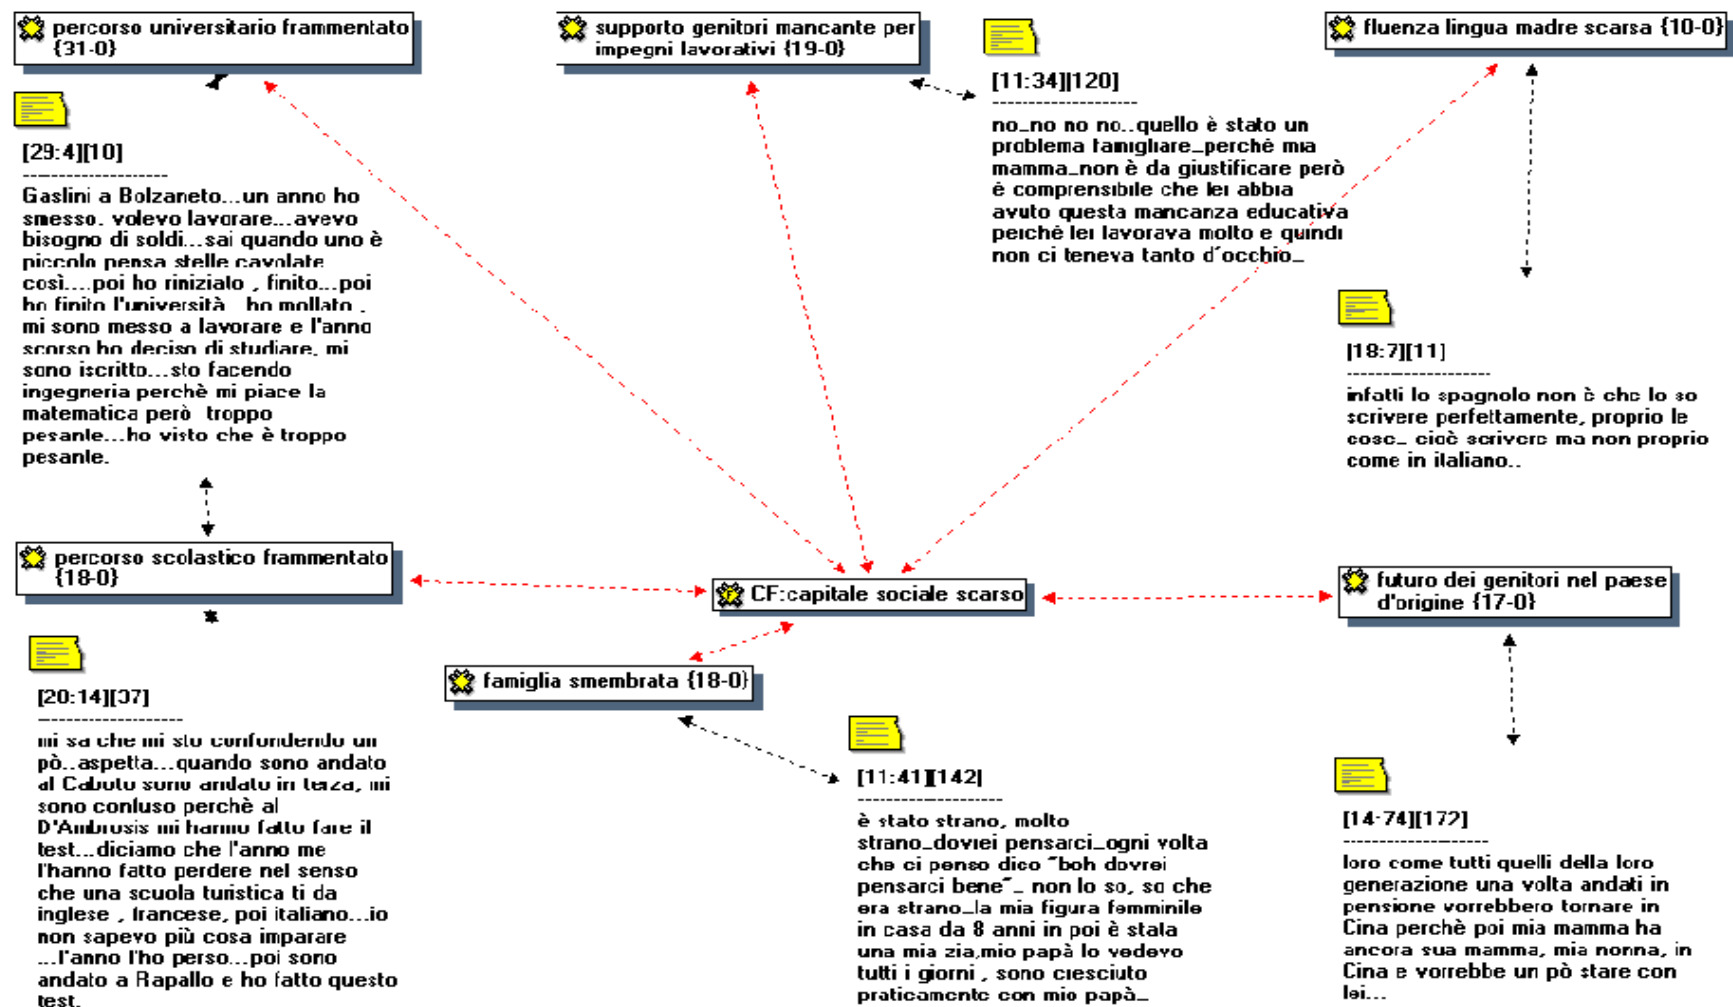 percorso universitario frammentato
{31-0}
[29:4][10]
--------------------
Gaslini a Bolzaneto...un anno ho
smesso. volevo lavorare...avevo
bisogno di soldi...sai quando uno è
piccolo pensa stelle cavolate
così....poi ho riniziato , finito...poi
ho finito l'università ho mollato ,
mi sono messo a lavorare e l'anno
scorso ho deciso di studiare, mi
sono iscritto...sto facendo
ingegneria perchè mi piace la
matematica però troppo
pesante...ho visto che è troppo
pesante.
supporto genitori mancante per
impegni lavorativi {19-0}
[11:34][120]
--------------------
no_no no no..quello è stato un
problema famigliare_perchè mia
mamma_non è da giustificare però
è comprensibile che lei abbia
avuto questa mancanza educativa
perchè lei lavorava molto e quindi
non ci teneva tanto d'occhio_
fluenza lingua madre scarsa {10-0}
[18:7][11]
--------------------
infatti lo spagnolo non è che lo so
scrivere perfettamente, proprio le
cose_ cioè scrivere ma non proprio
come in italiano..
percorso scolastico frammentato
{18-0}
[20:14][37]
--------------------
mi sa che mi sto confondendo un
pò..aspetta...quando sono andato
al Caboto sono andato in terza, mi
sono confuso perchè al
D'Ambrosis mi hanno fatto fare il
test...diciamo che l'anno me
l'hanno fatto perdere nel senso
che una scuola turistica ti da
inglese , francese, poi italiano...io
non sapevo più cosa imparare
...l'anno l'ho perso...poi sono
andato a Rapallo e ho fatto questo
test.
CF:capitale sociale scarso
famiglia smembrata {18-0}
[11:41][142]
--------------------
è stato strano, molto
strano_dovrei pensarci_ogni volta
che ci penso dico "boh dovrei
pensarci bene"_ non lo so, so che
era strano_la mia figura femminile
in casa da 8 anni in poi è stata
una mia zia,mio papà lo vedevo
tutti i giorni , sono cresciuto
praticamente con mio papà_
futuro dei genitori nel paese
d'origine {17-0}
[14:74][172]
--------------------
loro come tutti quelli della loro
generazione una volta andati in
pensione vorrebbero tornare in
Cina perchè poi mia mamma ha
ancora sua mamma, mia nonna, in
Cina e vorrebbe un pò stare con
lei...